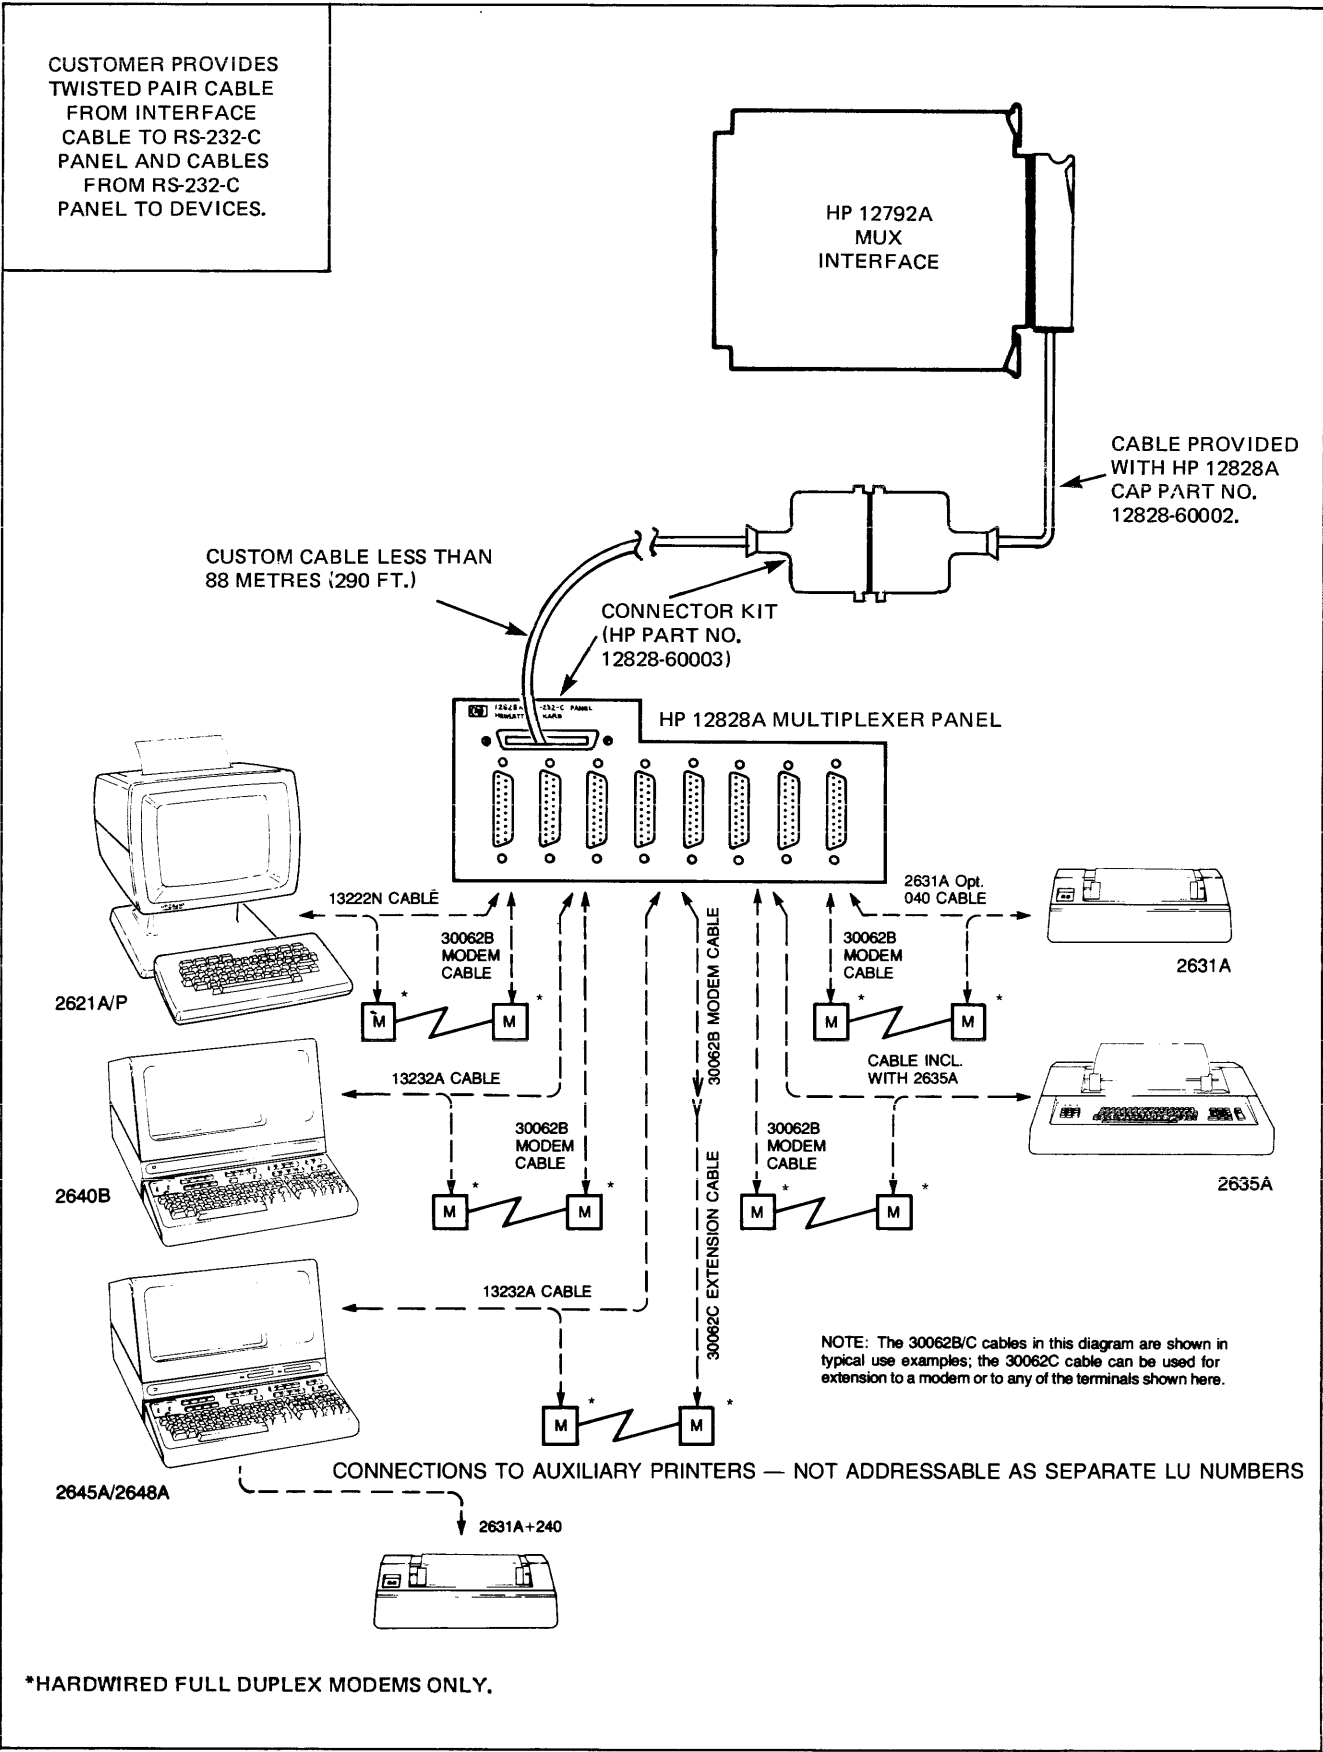 CUSTOMER PROVIDES
TWISTED PAIR CABLE
FROM INTERFACE
CABLE TO RS-232-C
PANEL AND CABLES
FROM RS-232-C
PANEL TO DEVICES.
HP 12792A
MUX
INTERFACE
CABLE PROVIDED
WITH HP 12828A
CAP PART NO.
12828-60002.
CUSTOM CABLE LESS THAN
88 METRES (290 FT.)
CONNECTOR KIT
(HP PART NO.
12828-60003)
-232-C PANEL
HP 12828A MULTIPLEXER PANEL
13222N CABLE
30062B
MODEM
CABLE
2621A/P
M
*
M
*
30062B MODEM CABLE
2631A Opt.
040 CABLE
30062B
MODEM
CABLE
2631A
M
*
M
*
13232A CABLE
30062B
MODEM
CABLE
2640B
M
*
M
*
CABLE INCL.
WITH 2635A
30062B
MODEM
CABLE
2635A
M
*
M
*
30062C EXTENSION CABLE
13232A CABLE
M
*
M
*
NOTE: The 30062B/C cables in this diagram are shown in
typical use examples; the 30062C cable can be used for
extension to a modem or to any of the terminals shown here.
CONNECTIONS TO AUXILIARY PRINTERS — NOT ADDRESSABLE AS SEPARATE LU NUMBERS
2645A/2648A
2631A+240
*HARDWIRED FULL DUPLEX MODEMS ONLY.